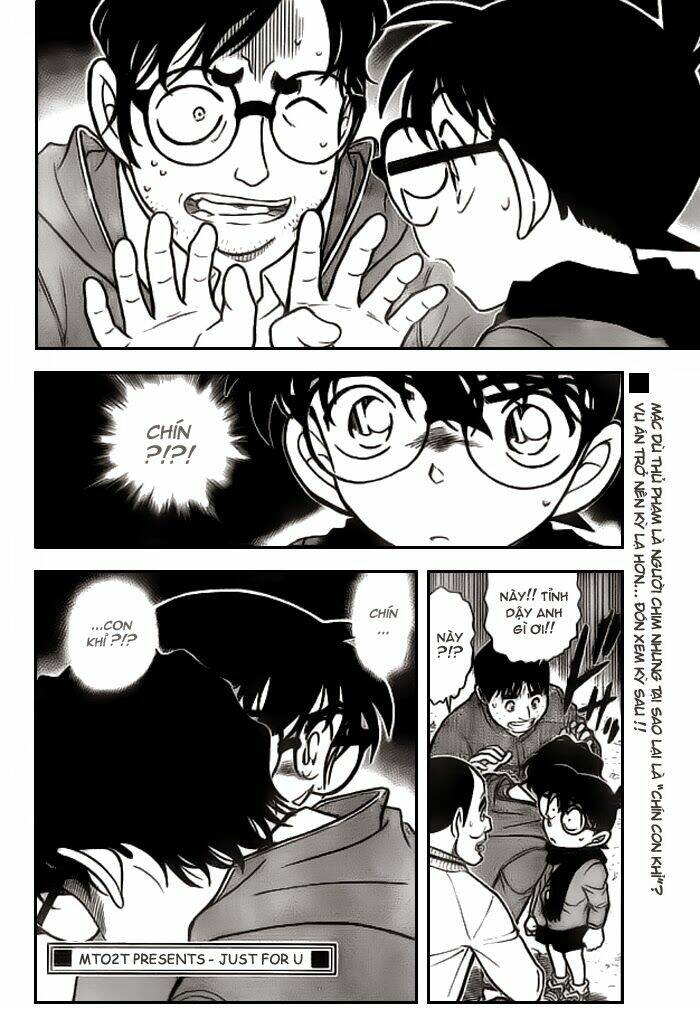 CHÍN
?!?!
NÀY!! TỈNH
DẬY ANH
GÌ ƠI!!
NÀY
?!?
CHÍN
...
...CON
KHỈ ?!?
MẶC DÙ THỦ PHẠM LÀ NGƯỜI CHIM NHƯNG TẠI SAO LẠI LÀ "CHÍN CON KHỈ"?
VỤ ÁN TRỞ NÊN KỲ LẠ HƠN... ĐÓN XEM KỲ SAU !!
MTO2T PRESENTS - JUST FOR U